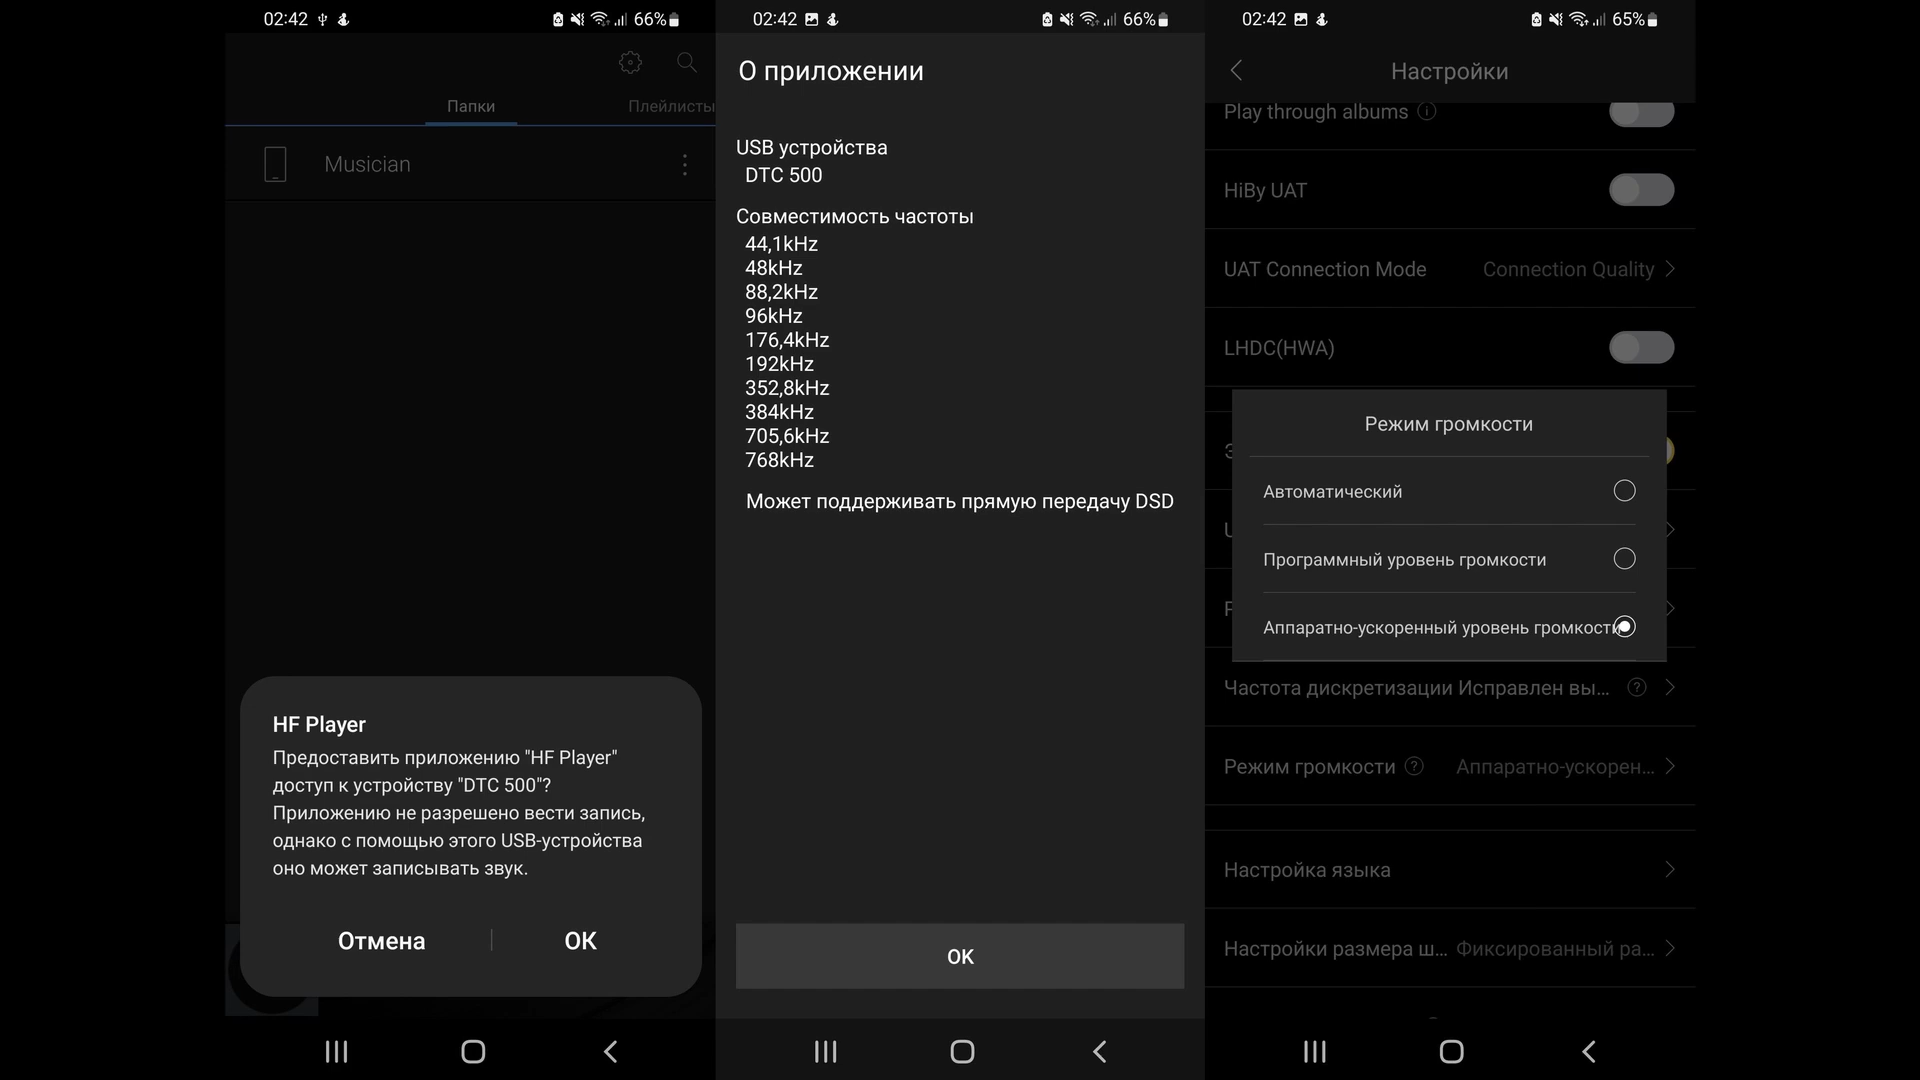 02:42
66%
Папки
Плейлисты
Musician
HF Player
Предоставить приложению "HF Player"
доступ к устройству "DTC 500"?
Приложению не разрешено вести запись,
однако с помощью этого USB-устройства
оно может записывать звук.
Отмена
ОК
02:42
66%
О приложении
USB устройства
DTC 500
Совместимость частоты
44,1kHz
48kHz
88,2kHz
96kHz
176,4kHz
192kHz
352,8kHz
384kHz
705,6kHz
768kHz
Может поддерживать прямую передачу DSD
OK
02:42
65%
Настройки
Play through albums
HiBy UAT
UAT Connection Mode
Connection Quality
LHDC(HWA)
Режим громкости
Автоматический
Программный уровень громкости
Аппаратно-ускоренный уровень громкости
Частота дискретизации Исправлен вы...
Режим громкости
Аппаратно-ускорен...
Настройка языка
Настройки размера ш...
Фиксированный ра...